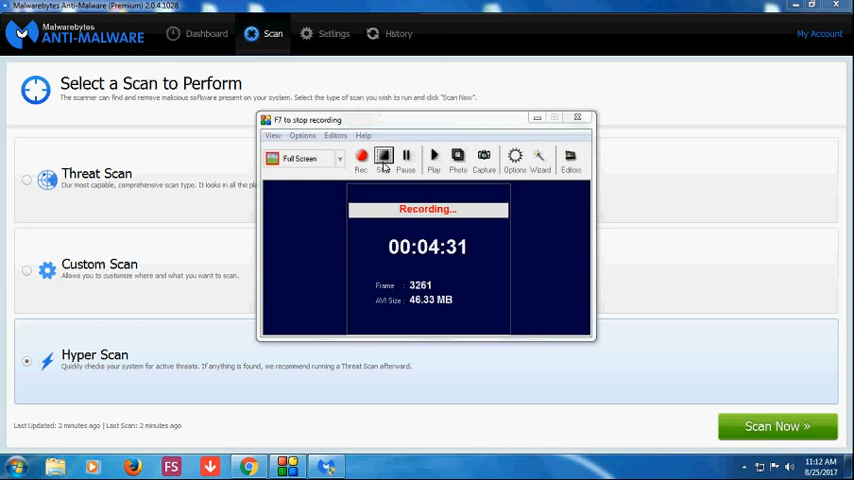 Malwarebytes Anti-Malware (Premium) 2.0.4.1028
Malwarebytes
ANTI-MALWARE
Dashboard
Scan
Settings
History
My Account
Select a Scan to Perform
The scanner can find and remove malicious software present on your system. Select the type of scan you wish to run and click "Scan Now".
F7 to stop recording
View Options Editors Help
Full Screen
Rec
Pause Play Photo Capture Options Wizard Editors
Threat Scan
Our most capable, comprehensive scan type. It looks in all the
Recording...
00:04:31
Frame : 3261
AVI Size : 46.33 MB
Custom Scan
Allows you to customize where and what you want to scan.
Hyper Scan
Quickly checks your system for active threats. If anything is found, we recommend running a Threat Scan afterward.
Last Updated: 2 minutes ago | Last Scan: 2 minutes ago
Scan Now »
FS
11:12 AM
8/25/2017